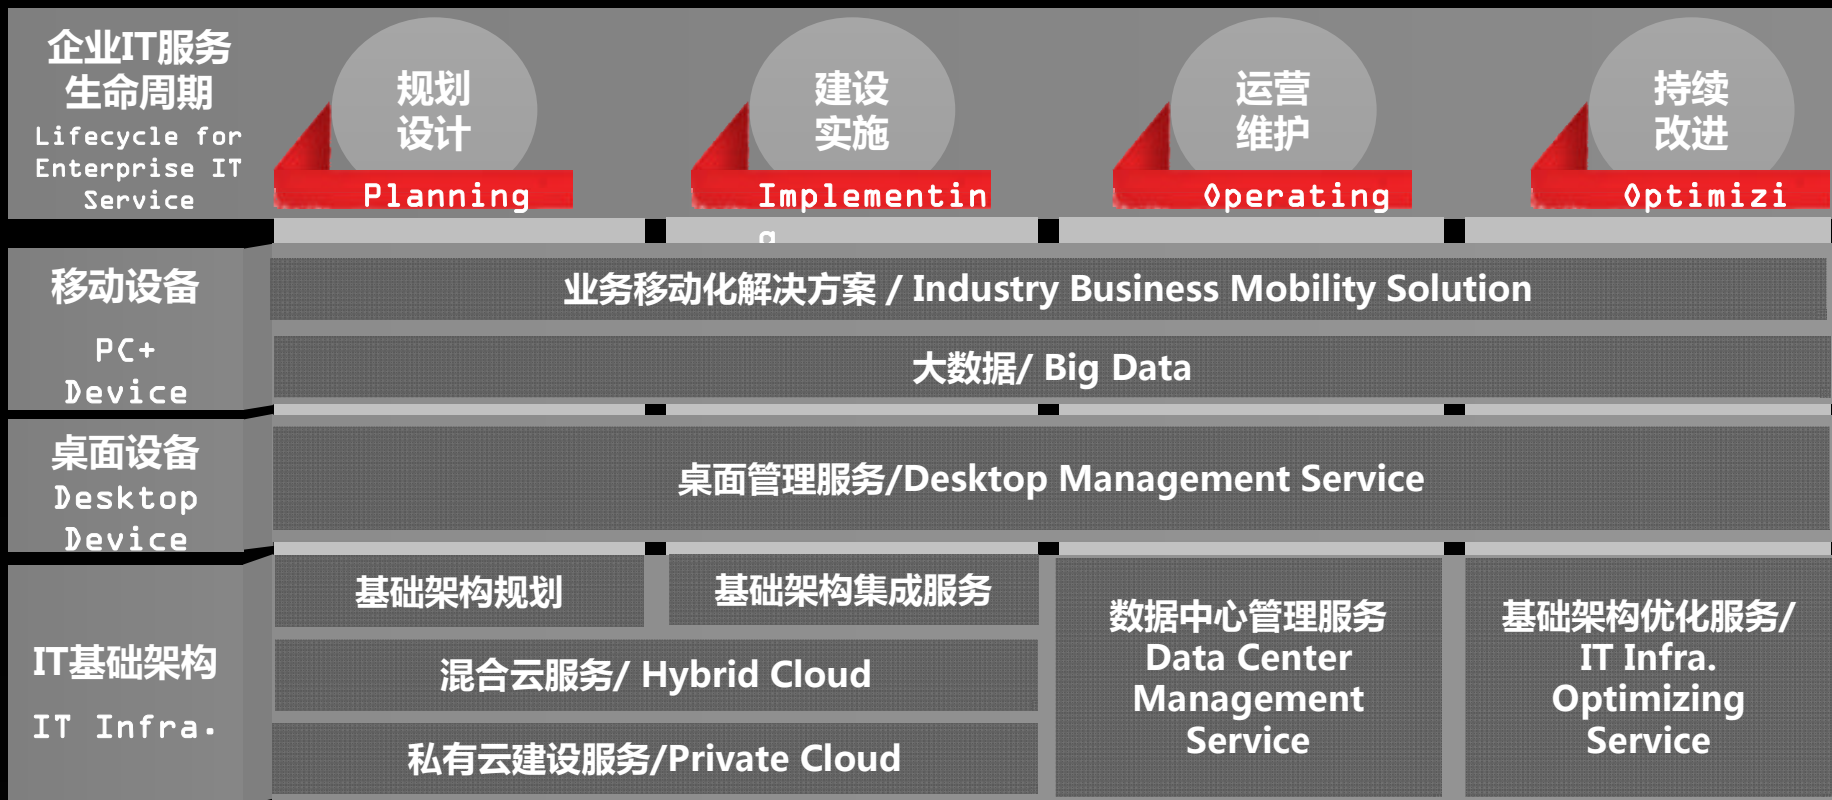 企业IT服务
生命周期
Lifecycle for
Enterprise IT
Service
规划
设计
Planning
建设
实施
Implementin
g
运营
维护
Operating
持续
改进
Optimizi
移动设备
PC+
Device
业务移动化解决方案 / Industry Business Mobility Solution
大数据/ Big Data
桌面设备
Desktop
Device
桌面管理服务/Desktop Management Service
IT基础架构
IT Infra.
基础架构规划
基础架构集成服务
混合云服务/ Hybrid Cloud
私有云建设服务/Private Cloud
数据中心管理服务
Data Center
Management
Service
基础架构优化服务/
IT Infra.
Optimizing
Service